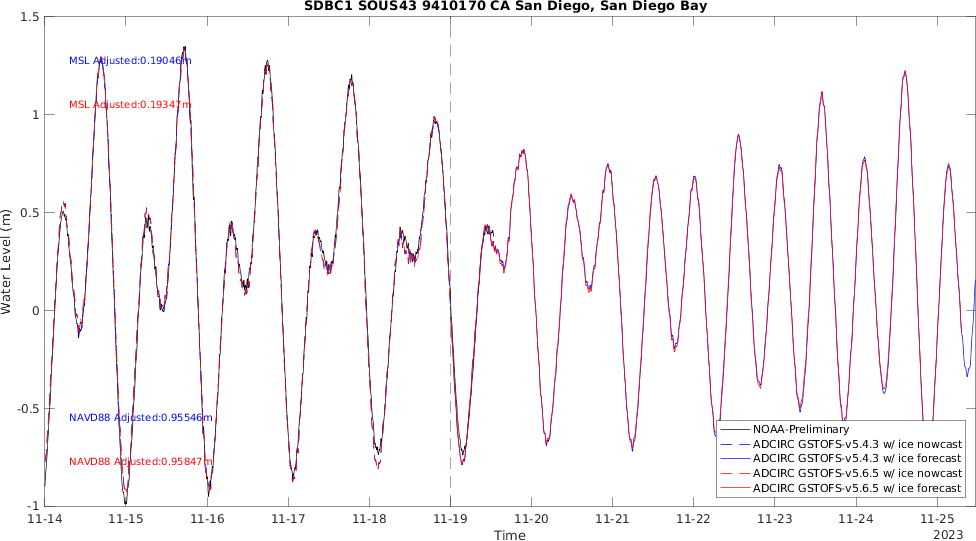 SDBC1 SOUS43 9410170 CA San Diego, San Diego Bay
1.5
MSL Adjusted:0.19046m
MSL Adjusted:0.19347m
1
0.5
Water Level (m)
0
-0.5
NAVD88 Adjusted:0.95546m
NAVD88 Adjusted:0.95847m
-1
NOAA-Preliminary
ADCIRC GSTOFS-v5.4.3 w/ ice nowcast
ADCIRC GSTOFS-v5.4.3 w/ ice forecast
ADCIRC GSTOFS-v5.6.5 w/ ice nowcast
ADCIRC GSTOFS-v5.6.5 w/ ice forecast
11-14 11-15 11-16 11-17 11-18 11-19 11-20 11-21 11-22 11-23 11-24 11-25
Time
2023